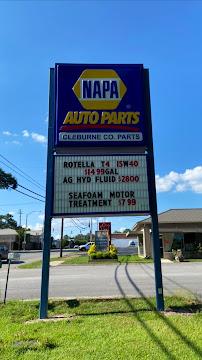 NAPA
AUTO PARTS
CLEBURNE CO. PARTS
ROTELLA T4 15W40
$1499GAL
AG HYD FLUID $2800
SEAFOAM MOTOR
TREATMENT $799